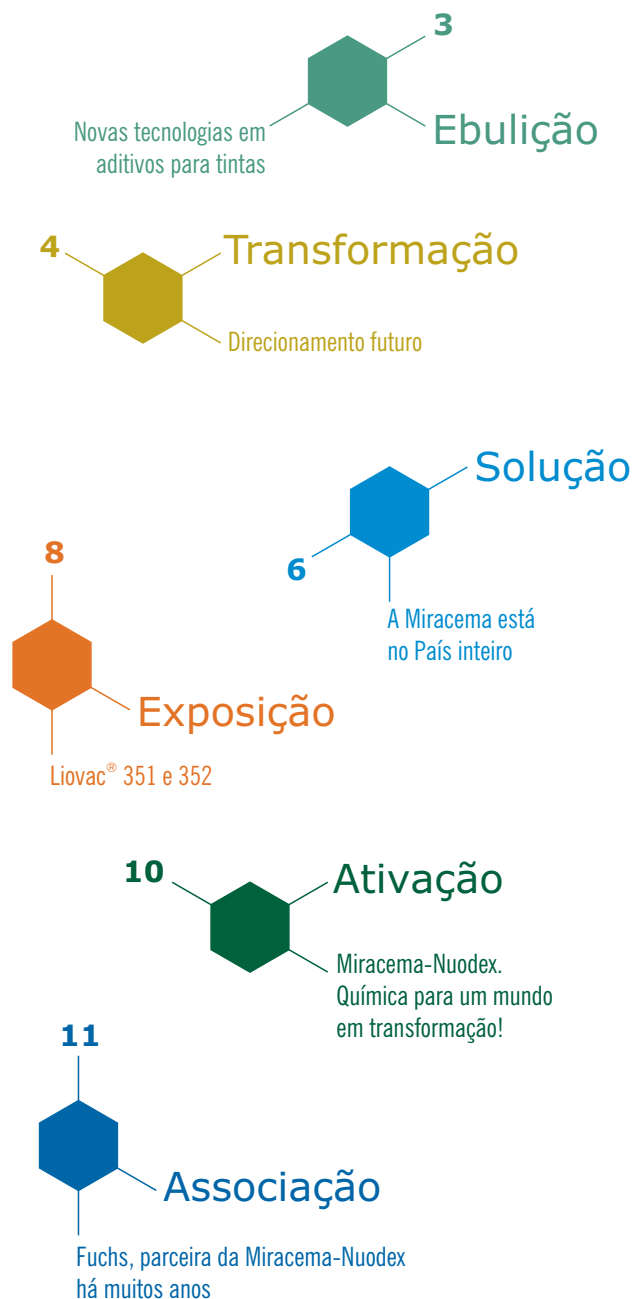 3
Ebulição
Novas tecnologias em
aditivos para tintas
4
Transformação
Direcionamento futuro
Solução
6
A Miracema está
no País inteiro
8
Exposição
Liovac® 351 e 352
10
Ativação
Miracema-Nuodex.
Química para um mundo
em transformação!
11
Associação
Fuchs, parceira da Miracema-Nuodex
há muitos anos